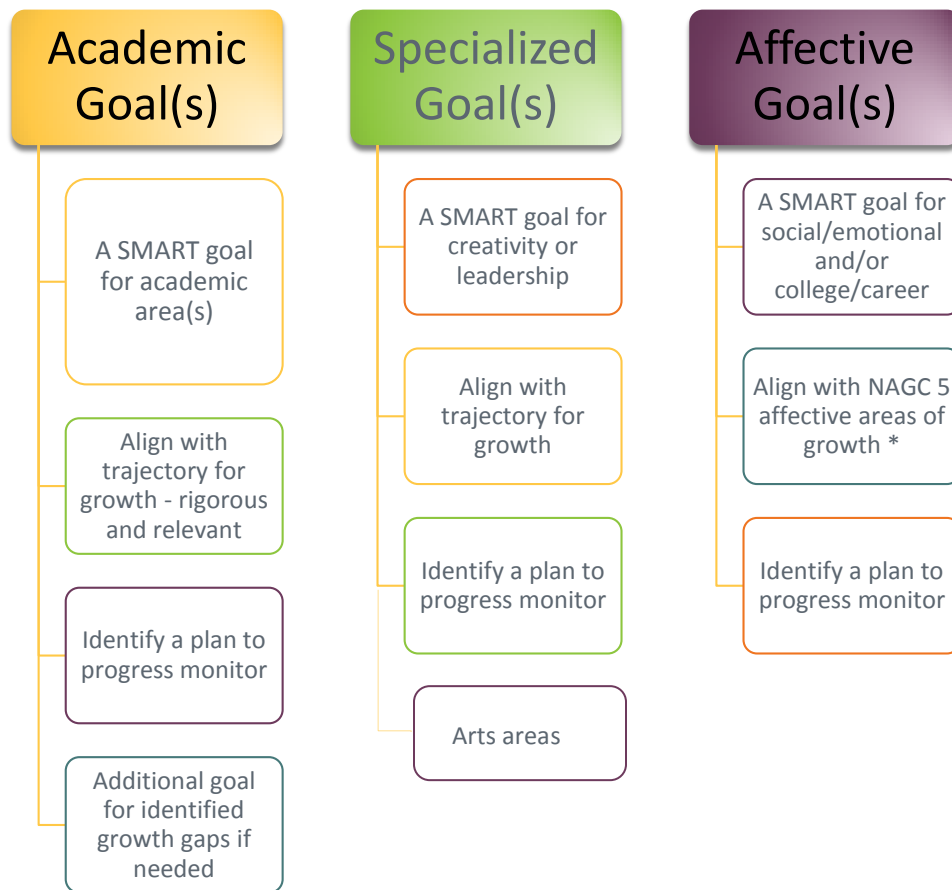 Academic
Goal(s)
A SMART goal
for academic
area(s)
Align with
trajectory for
growth - rigorous
and relevant
Identify a plan to
progress monitor
Additional goal
for identified
growth gaps if
needed
Specialized
Goal(s)
A SMART goal for
creativity or
leadership
Align with
trajectory for
growth
Identify a plan to
progress monitor
Arts areas
Affective
Goal(s)
A SMART goal for
social/emotional
and/or
college/career
Align with NAGC 5
affective areas of
growth *
Identify a plan to
progress monitor